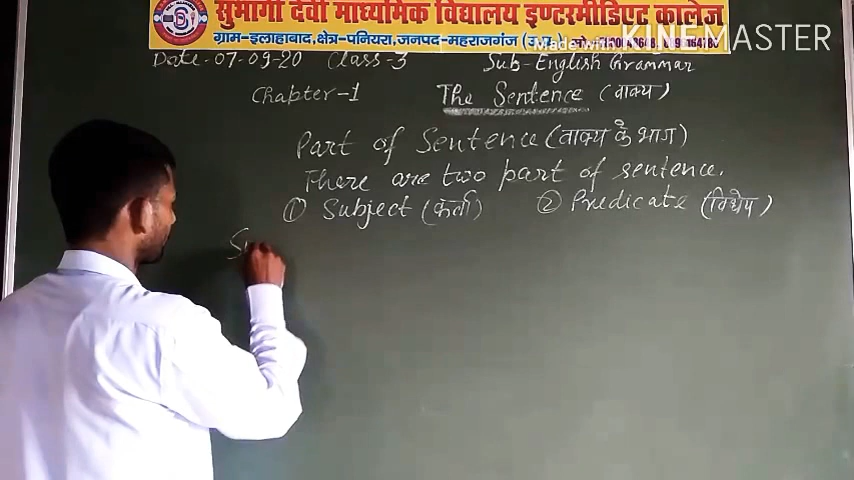 सुभागी देवी माध्यमिक विद्यालय इण्टरमीडिएट कालेज
ग्राम-इलाहाबाद, क्षेत्र-पनियरा, जनपद-महराजगंज (उ.प्र.)
Made with KINEMASTER
Date-07-09-20 Class-3 Sub-English Grammar
Chapter-1 The Sentence (वाक्य)
Part of Sentence (वाक्य के भाग)
There are two part of sentence.
① Subject (कर्ता) ② Predicate (विधेय)